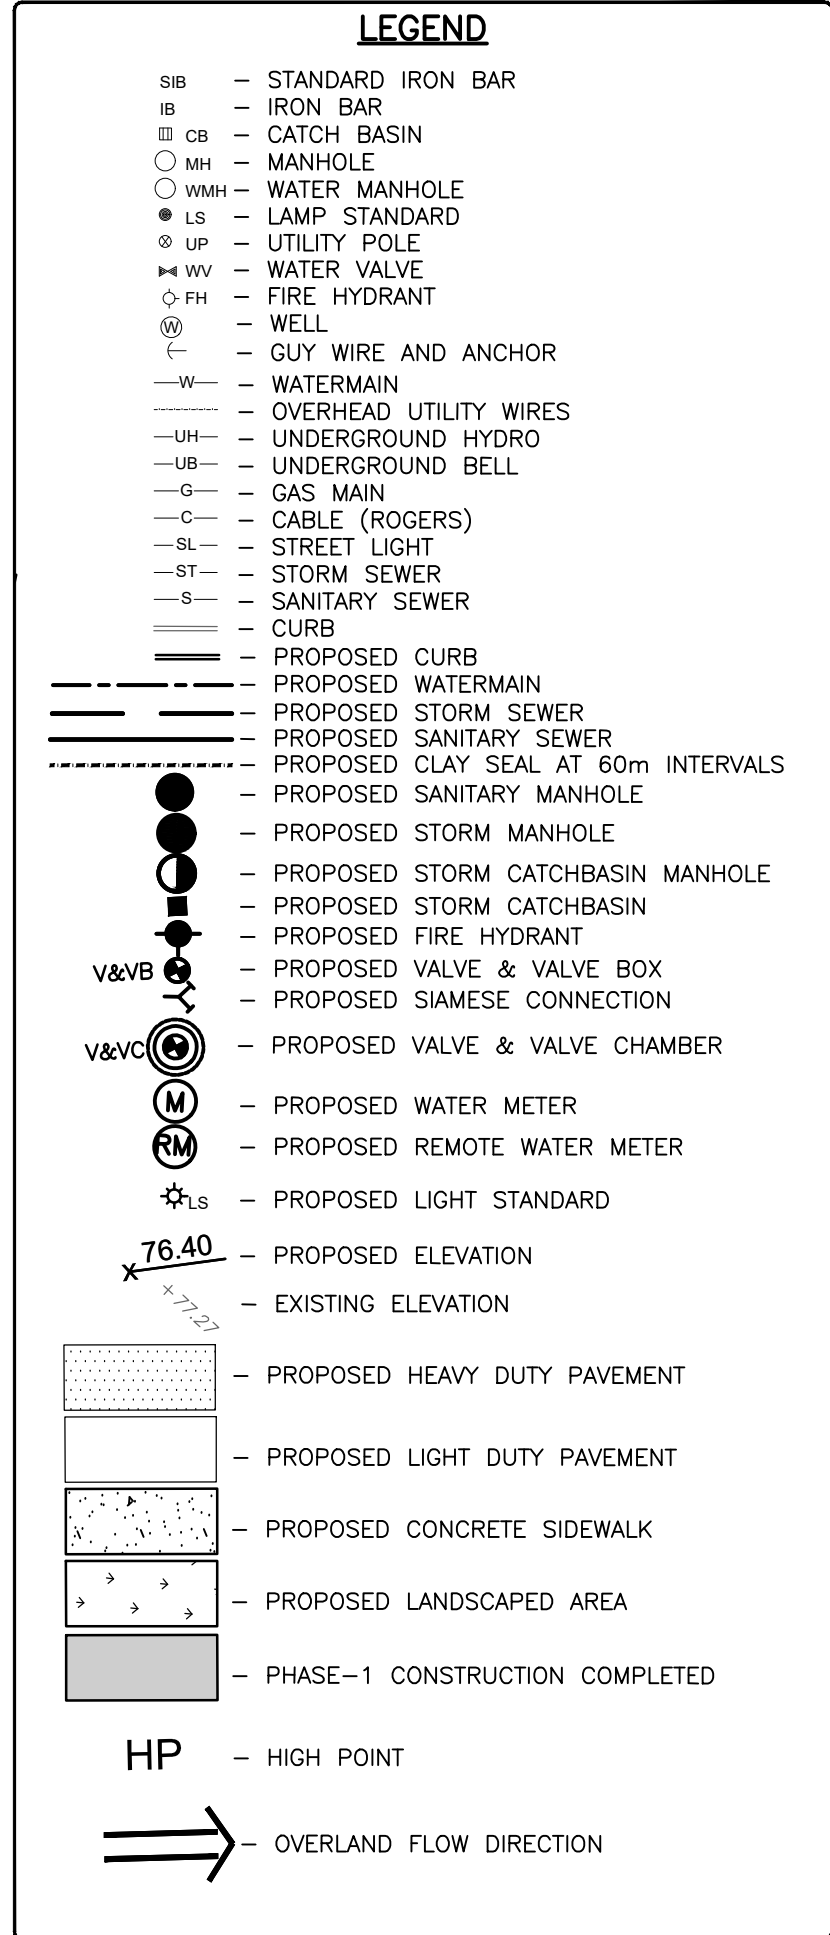 LEGEND
SIB – STANDARD IRON BAR
IB – IRON BAR
CB – CATCH BASIN
MH – MANHOLE
WMH – WATER MANHOLE
LS – LAMP STANDARD
UP – UTILITY POLE
WV – WATER VALVE
FH – FIRE HYDRANT
W – WELL
– GUY WIRE AND ANCHOR
W – WATERMAIN
– OVERHEAD UTILITY WIRES
UH – UNDERGROUND HYDRO
UB – UNDERGROUND BELL
G – GAS MAIN
C – CABLE (ROGERS)
SL – STREET LIGHT
ST – STORM SEWER
S – SANITARY SEWER
– CURB
– PROPOSED CURB
– PROPOSED WATERMAIN
– PROPOSED STORM SEWER
– PROPOSED SANITARY SEWER
– PROPOSED CLAY SEAL AT 60m INTERVALS
– PROPOSED SANITARY MANHOLE
– PROPOSED STORM MANHOLE
– PROPOSED STORM CATCHBASIN MANHOLE
– PROPOSED STORM CATCHBASIN
– PROPOSED FIRE HYDRANT
V&VB – PROPOSED VALVE & VALVE BOX
– PROPOSED SIAMESE CONNECTION
V&VC – PROPOSED VALVE & VALVE CHAMBER
M – PROPOSED WATER METER
RM – PROPOSED REMOTE WATER METER
LS – PROPOSED LIGHT STANDARD
x 76.40 – PROPOSED ELEVATION
+ 77.27 – EXISTING ELEVATION
– PROPOSED HEAVY DUTY PAVEMENT
– PROPOSED LIGHT DUTY PAVEMENT
– PROPOSED CONCRETE SIDEWALK
– PROPOSED LANDSCAPED AREA
– PHASE–1 CONSTRUCTION COMPLETED
HP – HIGH POINT
– OVERLAND FLOW DIRECTION